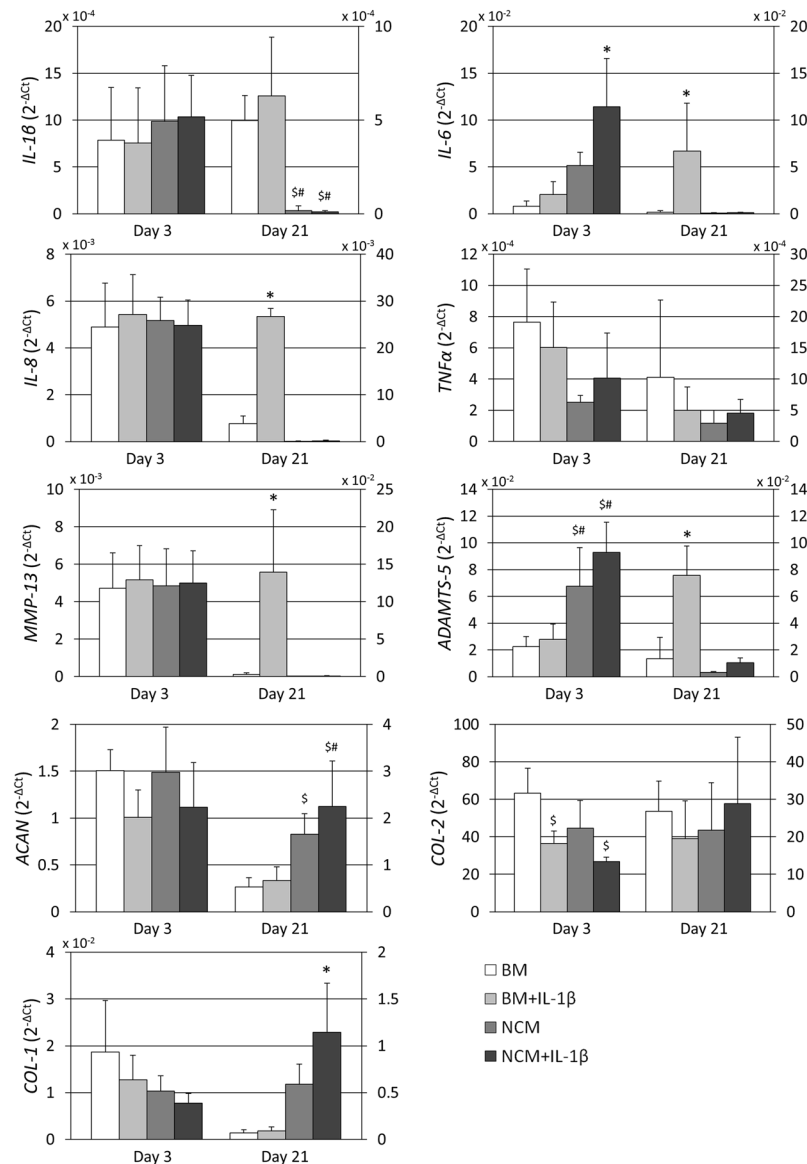 x 10⁻⁴ x 10⁻⁴
IL-1β (2^-ΔCt)
20 15 10 5 0
10 5 0
$# $#
Day 3 Day 21
x 10⁻² x 10⁻²
IL-6 (2^-ΔCt)
20 15 10 5 0
20 15 10 5 0
* *
Day 3 Day 21
x 10⁻³ x 10⁻³
IL-8 (2^-ΔCt)
8 6 4 2 0
40 30 20 10 0
*
Day 3 Day 21
x 10⁻⁴ x 10⁻⁴
TNFα (2^-ΔCt)
12 10 8 6 4 2 0
30 25 20 15 10 5 0
Day 3 Day 21
x 10⁻³ x 10⁻²
MMP-13 (2^-ΔCt)
10 8 6 4 2 0
25 20 15 10 5 0
*
Day 3 Day 21
x 10⁻² x 10⁻²
ADAMTS-5 (2^-ΔCt)
14 12 10 8 6 4 2 0
14 12 10 8 6 4 2 0
$# $# *
Day 3 Day 21
ACAN (2^-ΔCt)
2 1.5 1 0.5 0
4 3 2 1 0
$ $#
Day 3 Day 21
COL-2 (2^-ΔCt)
100 80 60 40 20 0
50 40 30 20 10 0
$ $
Day 3 Day 21
x 10⁻² x 10⁻²
COL-1 (2^-ΔCt)
4 3 2 1 0
2 1.5 1 0.5 0
*
Day 3 Day 21
BM
BM+IL-1β
NCM
NCM+IL-1β